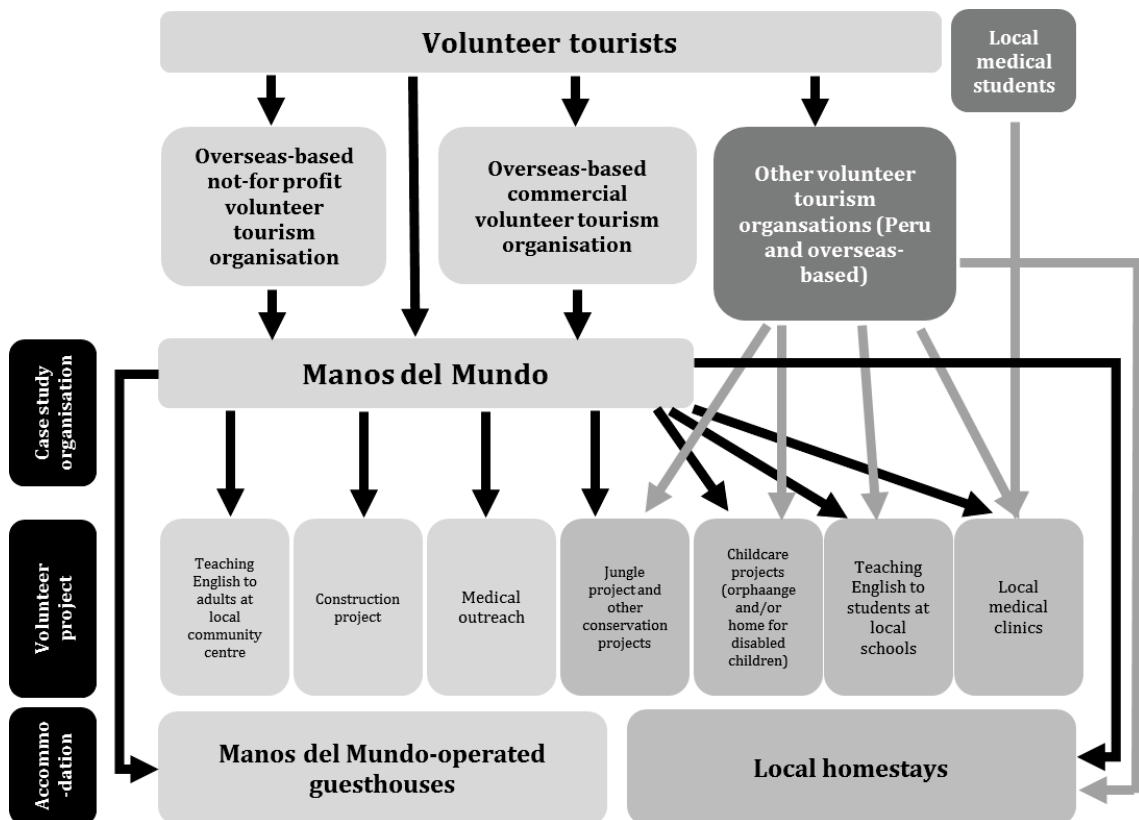 Volunteer tourists
Local
medical
students
Overseas-based
not-for profit
volunteer
tourism
organisation
Overseas-based
commercial
volunteer tourism
organisation
Other volunteer
tourism
organsations (Peru
and overseas-
based)
Case study
organisation
Manos del Mundo
Volunteer
project
Teaching
English to
adults at
local
community
centre
Construction
project
Medical
outreach
Jungle
project and
other
conservation
projects
Childcare
projects
(orphaange
and/or
home for
disabled
children)
Teaching
English to
students at
local
schools
Local
medical
clinics
Accommo
-dation
Manos del Mundo-operated
guesthouses
Local homestays